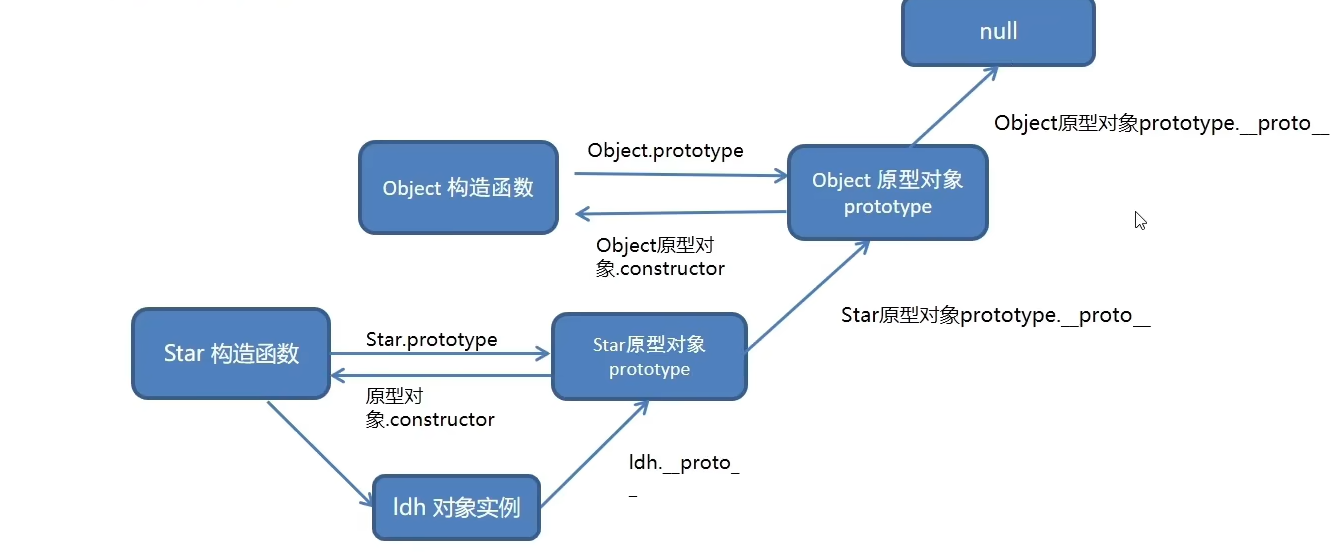 null
Object原型对象prototype.__proto__
Object.prototype
Object 构造函数
Object 原型对象
prototype
Object原型对
象.constructor
Star原型对象prototype.__proto__
Star 构造函数
Star.prototype
Star原型对象
prototype
原型对
象.constructor
ldh.__proto_
_
ldh 对象实例